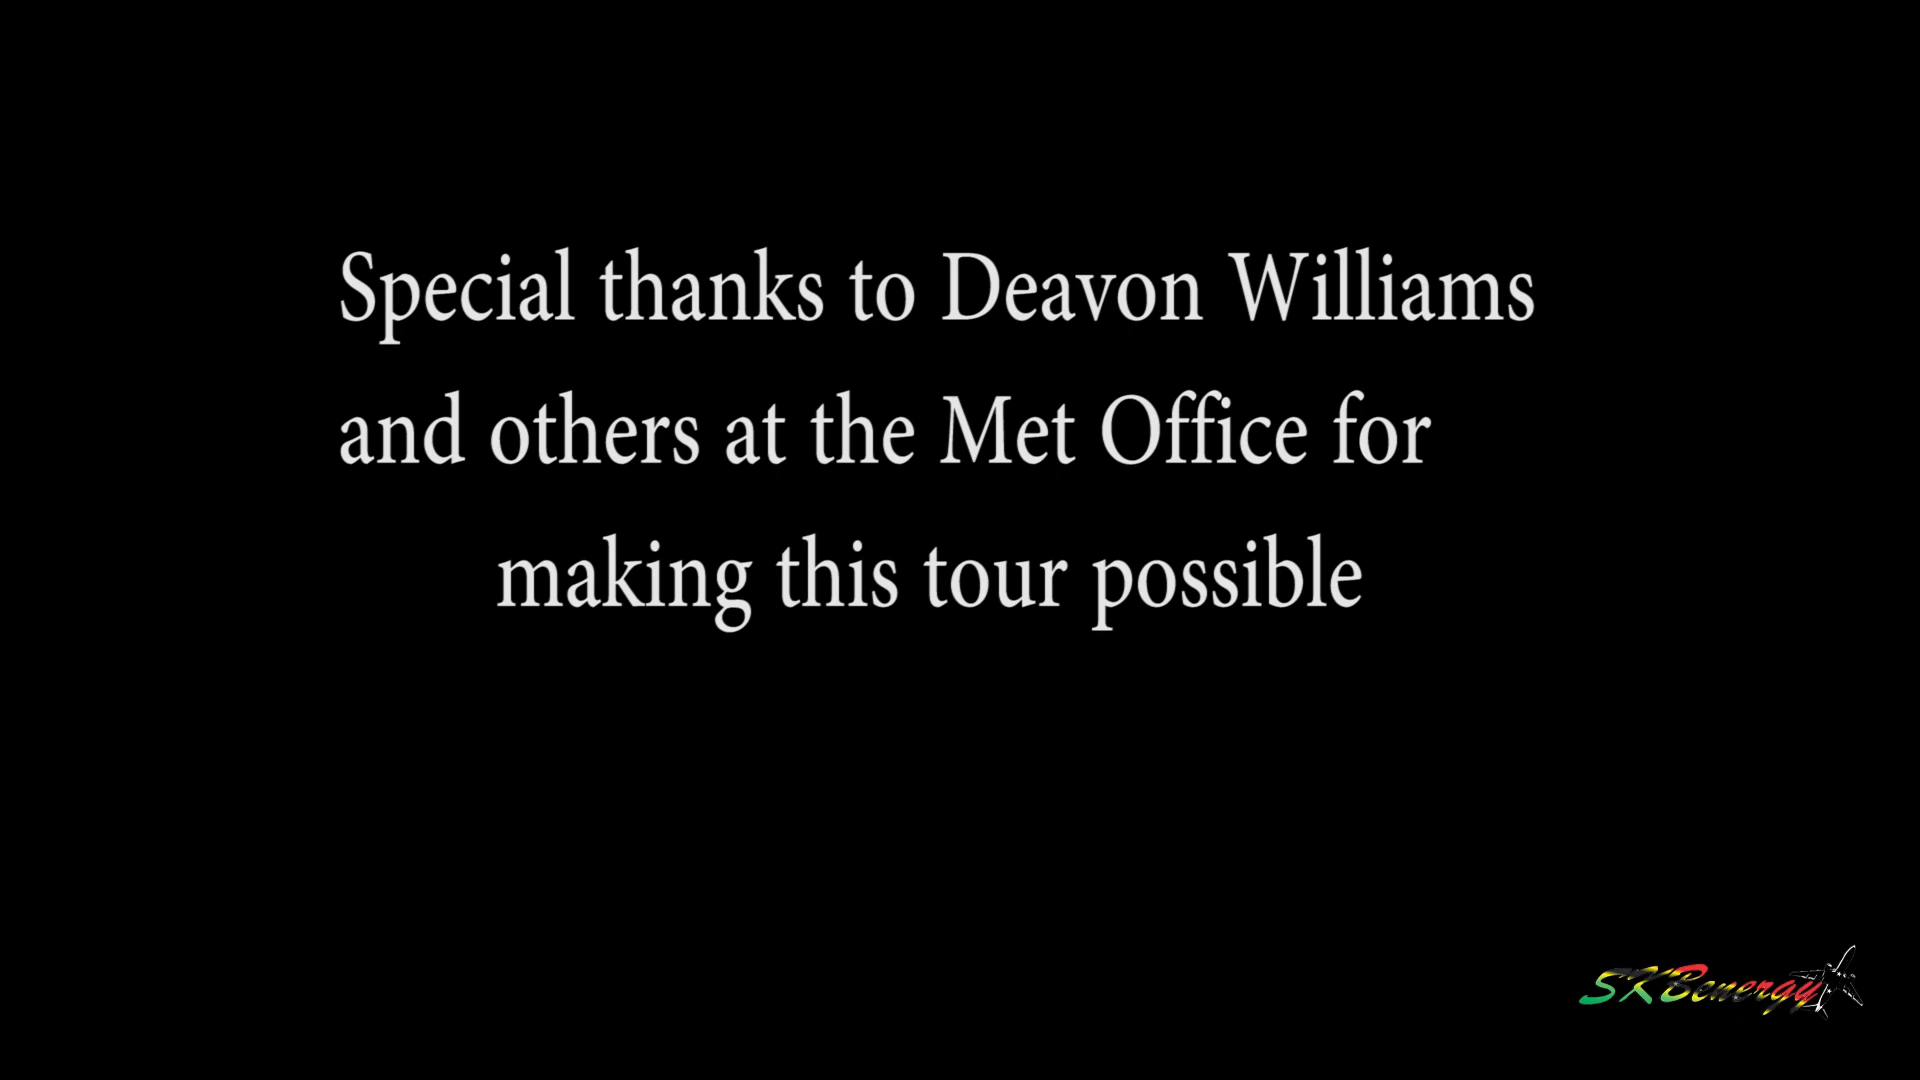 Special thanks to Deavon Williams
and others at the Met Office for
making this tour possible
SKBenergy